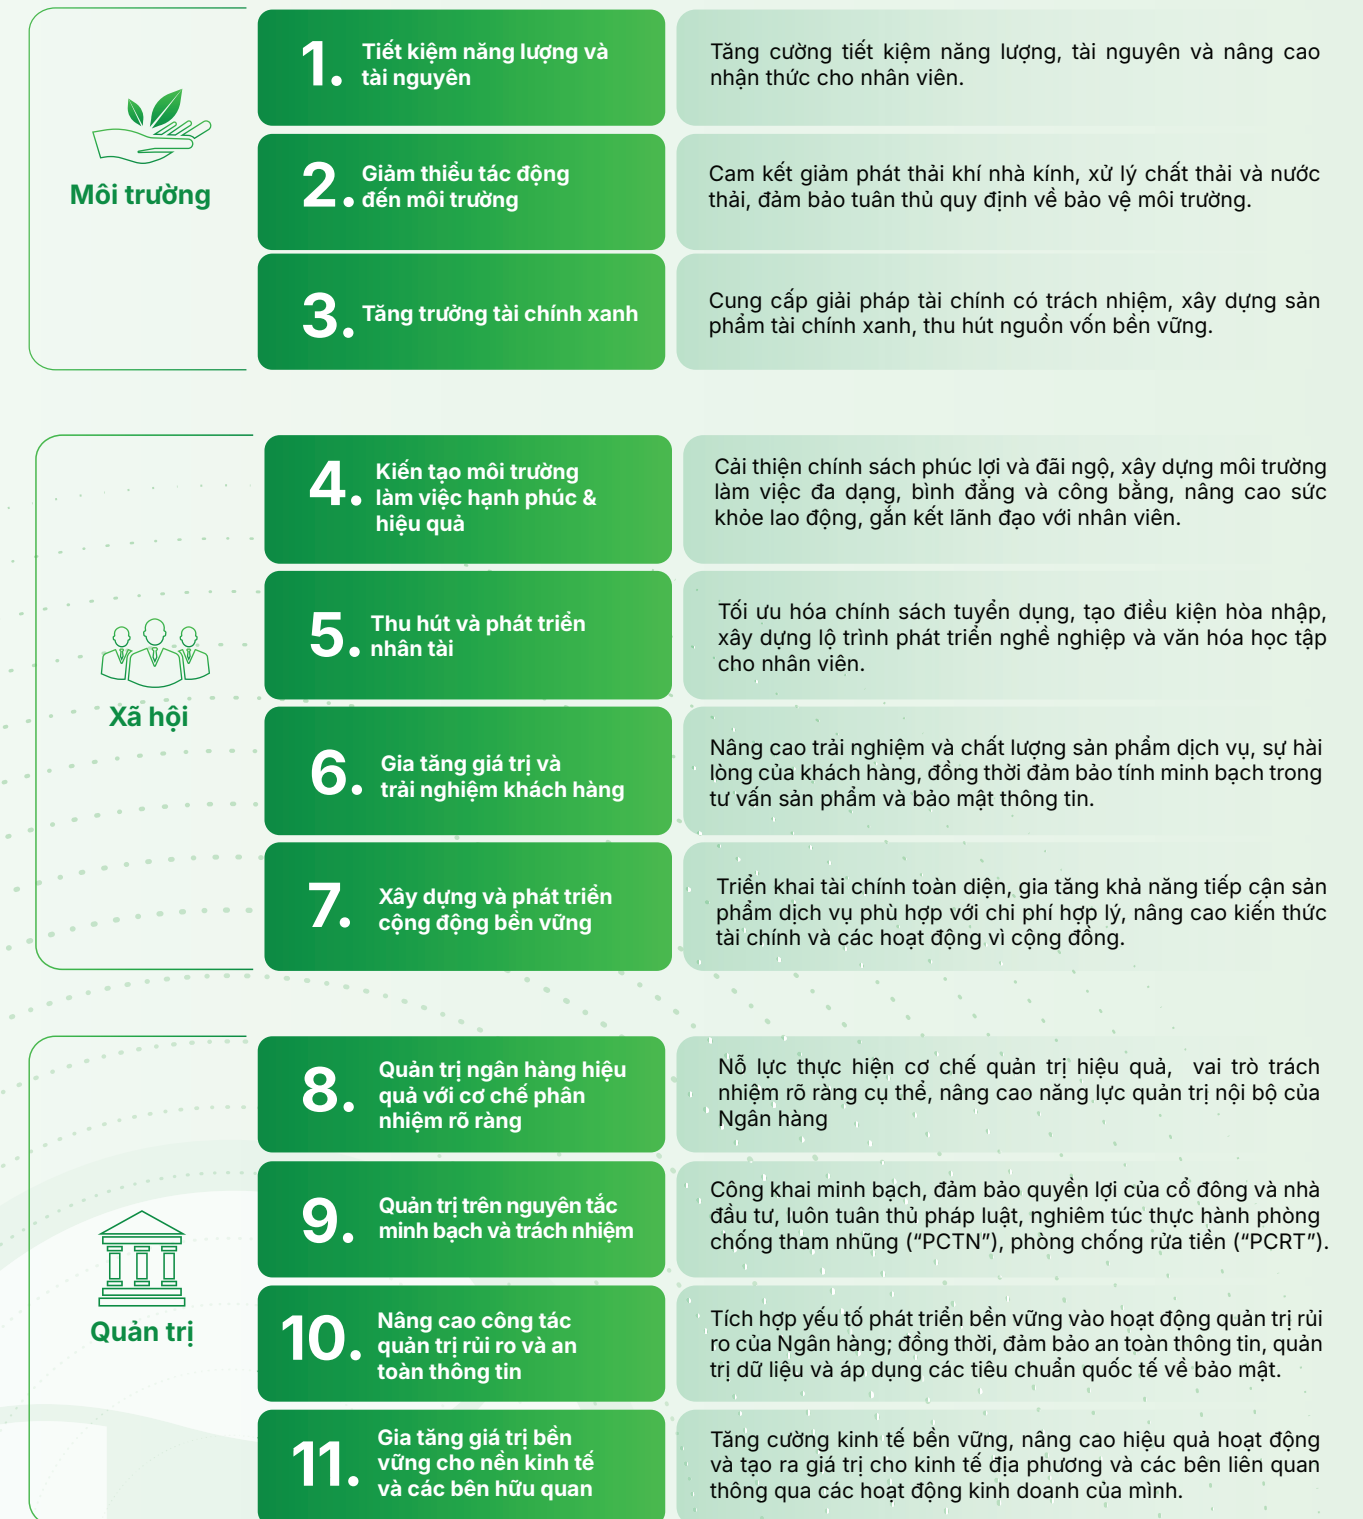 Môi trường
1. Tiết kiệm năng lượng và
tài nguyên
Tăng cường tiết kiệm năng lượng, tài nguyên và nâng cao
nhận thức cho nhân viên.
2. Giảm thiểu tác động
đến môi trường
Cam kết giảm phát thải khí nhà kính, xử lý chất thải và nước
thải, đảm bảo tuân thủ quy định về bảo vệ môi trường.
3. Tăng trưởng tài chính xanh
Cung cấp giải pháp tài chính có trách nhiệm, xây dựng sản
phẩm tài chính xanh, thu hút nguồn vốn bền vững.
Xã hội
4. Kiến tạo môi trường
làm việc hạnh phúc &
hiệu quả
Cải thiện chính sách phúc lợi và đãi ngộ, xây dựng môi trường
làm việc đa dạng, bình đẳng và công bằng, nâng cao sức
khỏe lao động, gắn kết lãnh đạo với nhân viên.
5. Thu hút và phát triển
nhân tài
Tối ưu hóa chính sách tuyển dụng, tạo điều kiện hòa nhập,
xây dựng lộ trình phát triển nghề nghiệp và văn hóa học tập
cho nhân viên.
6. Gia tăng giá trị và
trải nghiệm khách hàng
Nâng cao trải nghiệm và chất lượng sản phẩm dịch vụ, sự hài
lòng của khách hàng, đồng thời đảm bảo tính minh bạch trong
tư vấn sản phẩm và bảo mật thông tin.
7. Xây dựng và phát triển
cộng động bền vững
Triển khai tài chính toàn diện, gia tăng khả năng tiếp cận sản
phẩm dịch vụ phù hợp với chi phí hợp lý, nâng cao kiến thức
tài chính và các hoạt động vì cộng đồng.
Quản trị
8. Quản trị ngân hàng hiệu
quả với cơ chế phân
nhiệm rõ ràng
Nỗ lực thực hiện cơ chế quản trị hiệu quả, vai trò trách
nhiệm rõ ràng cụ thể, nâng cao năng lực quản trị nội bộ của
Ngân hàng
9. Quản trị trên nguyên tắc
minh bạch và trách nhiệm
Công khai minh bạch, đảm bảo quyền lợi của cổ đông và nhà
đầu tư, luôn tuân thủ pháp luật, nghiêm túc thực hành phòng
chống tham nhũng (“PCTN”), phòng chống rửa tiền (“PCRT”).
10. Nâng cao công tác
quản trị rủi ro và an
toàn thông tin
Tích hợp yếu tố phát triển bền vững vào hoạt động quản trị rủi
ro của Ngân hàng; đồng thời, đảm bảo an toàn thông tin, quản
trị dữ liệu và áp dụng các tiêu chuẩn quốc tế về bảo mật.
11. Gia tăng giá trị bền
vững cho nền kinh tế
và các bên hữu quan
Tăng cường kinh tế bền vững, nâng cao hiệu quả hoạt động
và tạo ra giá trị cho kinh tế địa phương và các bên liên quan
thông qua các hoạt động kinh doanh của mình.